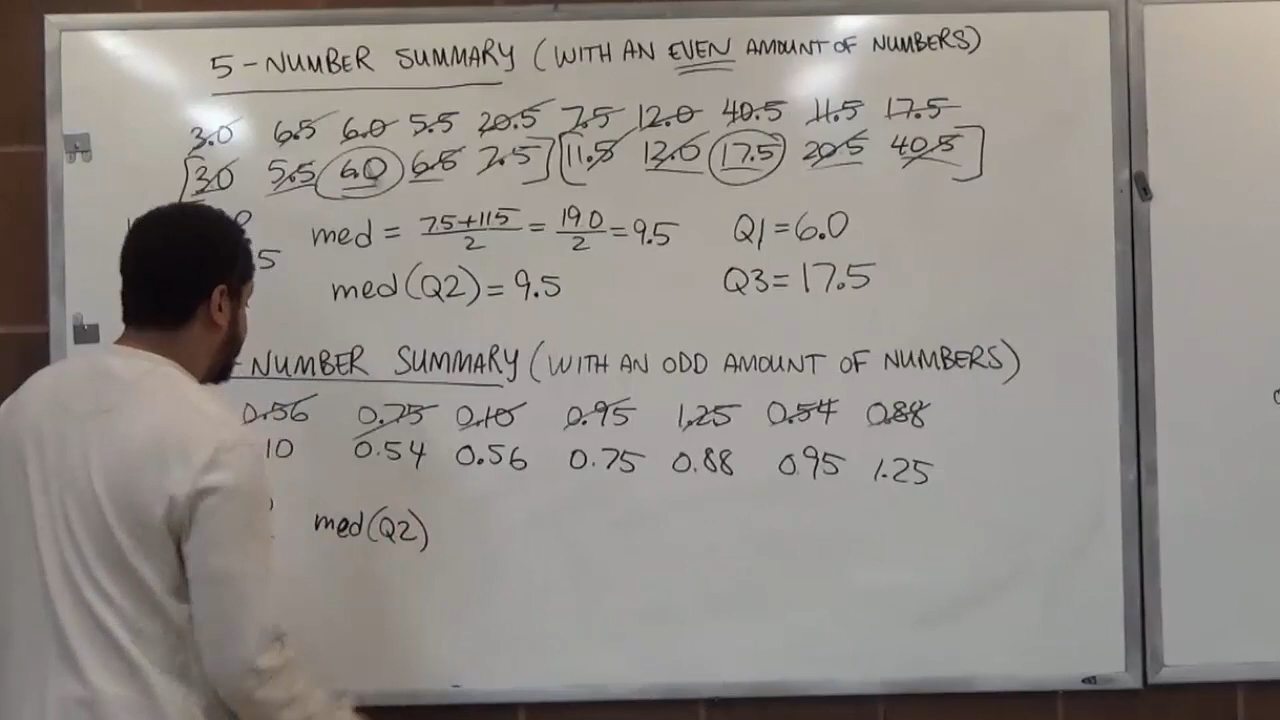 5-NUMBER SUMMARY (WITH AN EVEN AMOUNT OF NUMBERS)
3.0 6.5 6.0 5.5 20.5 7.5 12.0 40.5 11.5 17.5
[3.0 5.5 6.0 6.5 7.5] [11.5 12.0 17.5 20.5 40.5]
med = 7.5+11.5/2 = 19.0/2 = 9.5 Q1=6.0
5
med(Q2) = 9.5 Q3=17.5
-NUMBER SUMMARY (WITH AN ODD AMOUNT OF NUMBERS)
0.56 0.75 0.10 0.95 1.25 0.54 0.88
10 0.54 0.56 0.75 0.88 0.95 1.25
med(Q2)